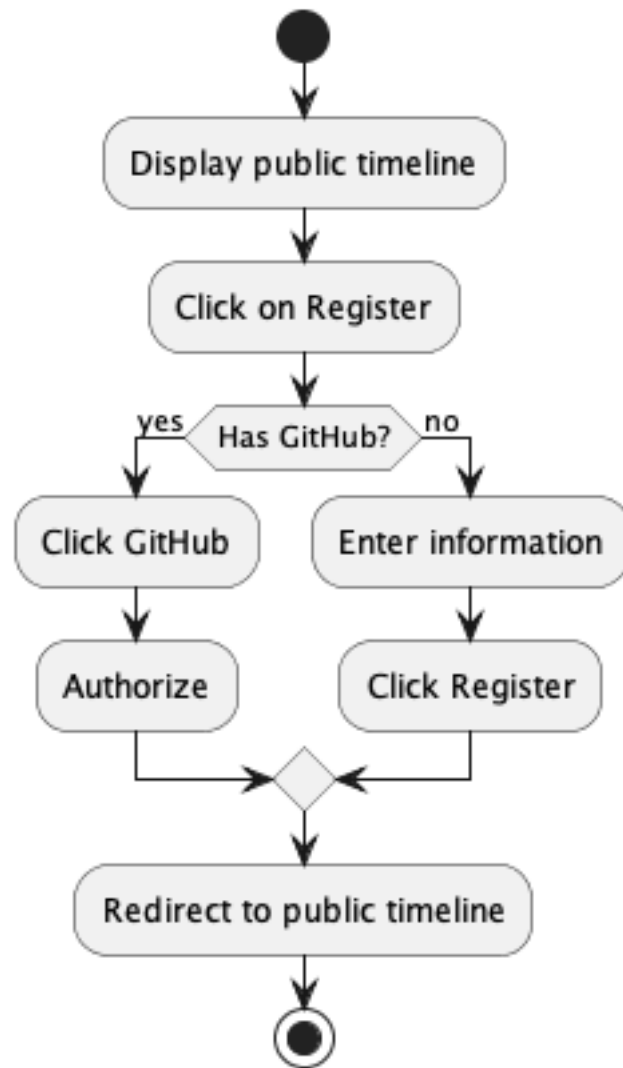 Display public timeline
Click on Register
yes
Has GitHub?
no
Click GitHub
Enter information
Authorize
Click Register
Redirect to public timeline